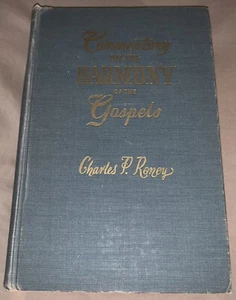 Commentary
ON THE
HARMONY
OF THE
Gospels
Charles P. Roney